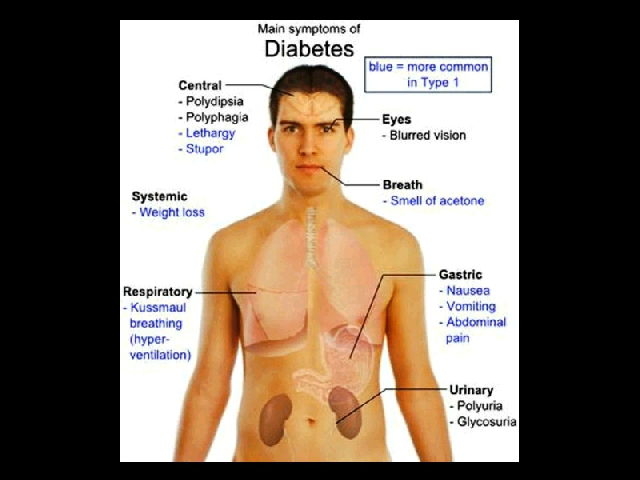 Main symptoms of
Diabetes
blue = more common
in Type 1
Central
- Polydipsia
- Polyphagia
- Lethargy
- Stupor
Eyes
- Blurred vision
Breath
- Smell of acetone
Systemic
- Weight loss
Respiratory
- Kussmaul
breathing
(hyper-
ventilation)
Gastric
- Nausea
- Vomiting
- Abdominal
pain
Urinary
- Polyuria
- Glycosuria